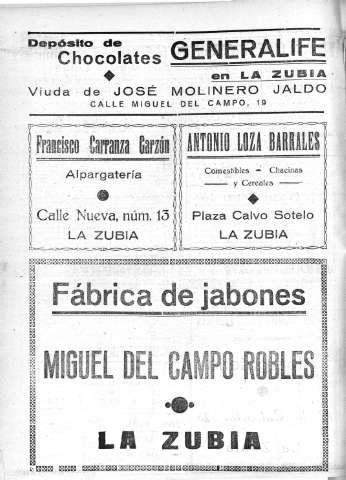 Depósito de
Chocolates GENERALIFE
en LA ZUBIA
Viuda de JOSÉ MOLINERO JALDO
CALLE MIGUEL DEL CAMPO, 19
Francisco Carranza Garzón
Alpargatería
Calle Nueva, núm. 13
LA ZUBIA
ANTONIO LOZA BARRALES
Comestibles - Chacinas
— y Cereales —
Plaza Calvo Sotelo
LA ZUBIA
Fábrica de jabones
MIGUEL DEL CAMPO ROBLES
LA ZUBIA